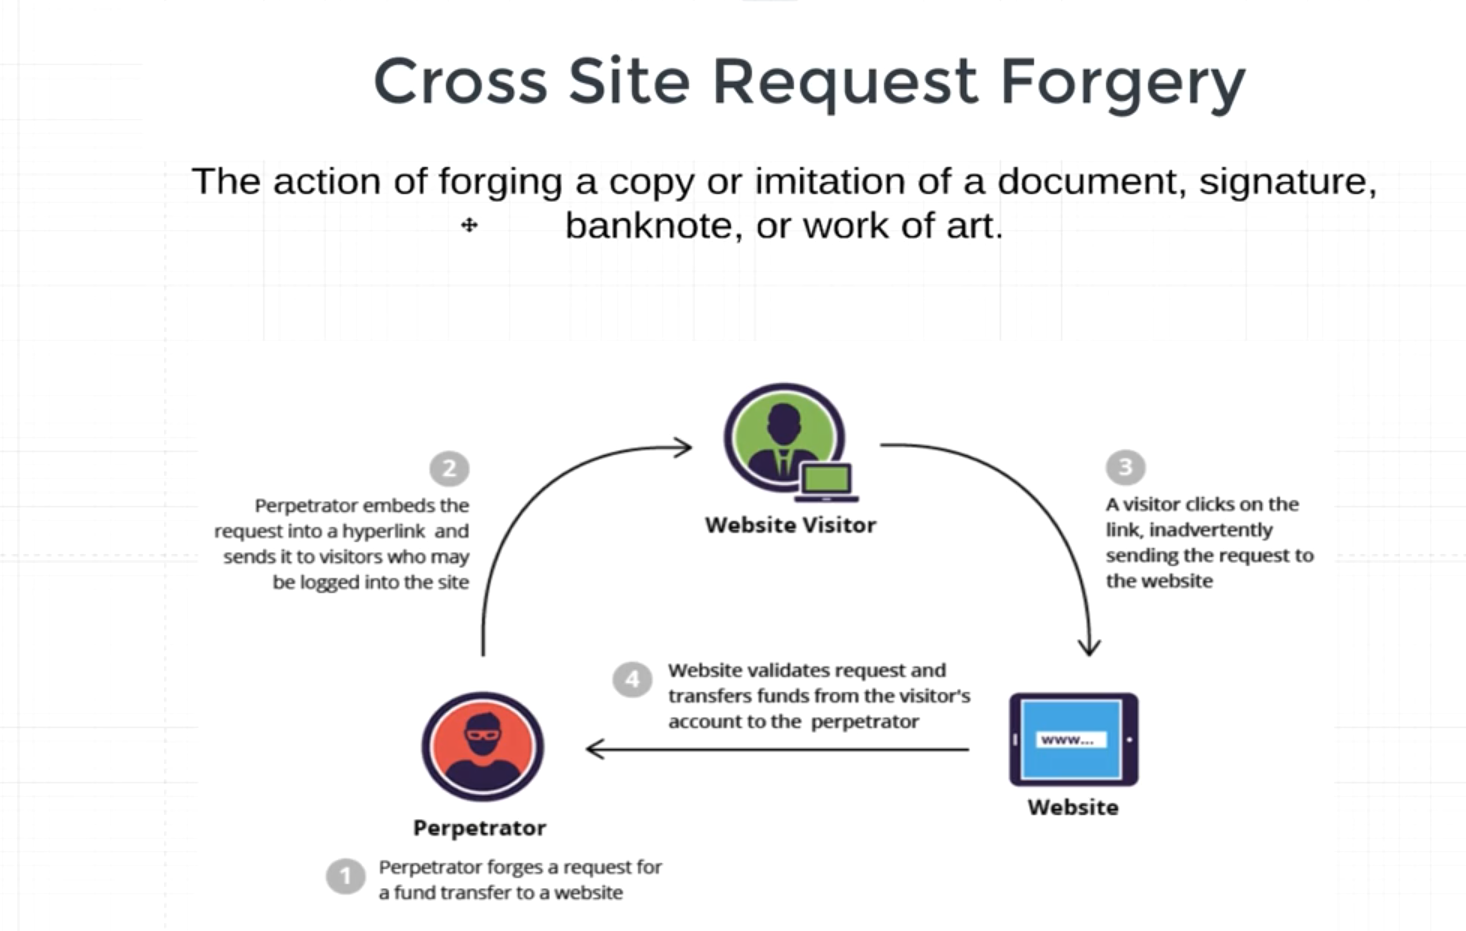 Cross Site Request Forgery
The action of forging a copy or imitation of a document, signature,
banknote, or work of art.
2
Perpetrator embeds the
request into a hyperlink and
sends it to visitors who may
be logged into the site
Website Visitor
3
A visitor clicks on the
link, inadvertently
sending the request to
the website
4
Website validates request and
transfers funds from the visitor's
account to the perpetrator
www...
Website
Perpetrator
1
Perpetrator forges a request for
a fund transfer to a website